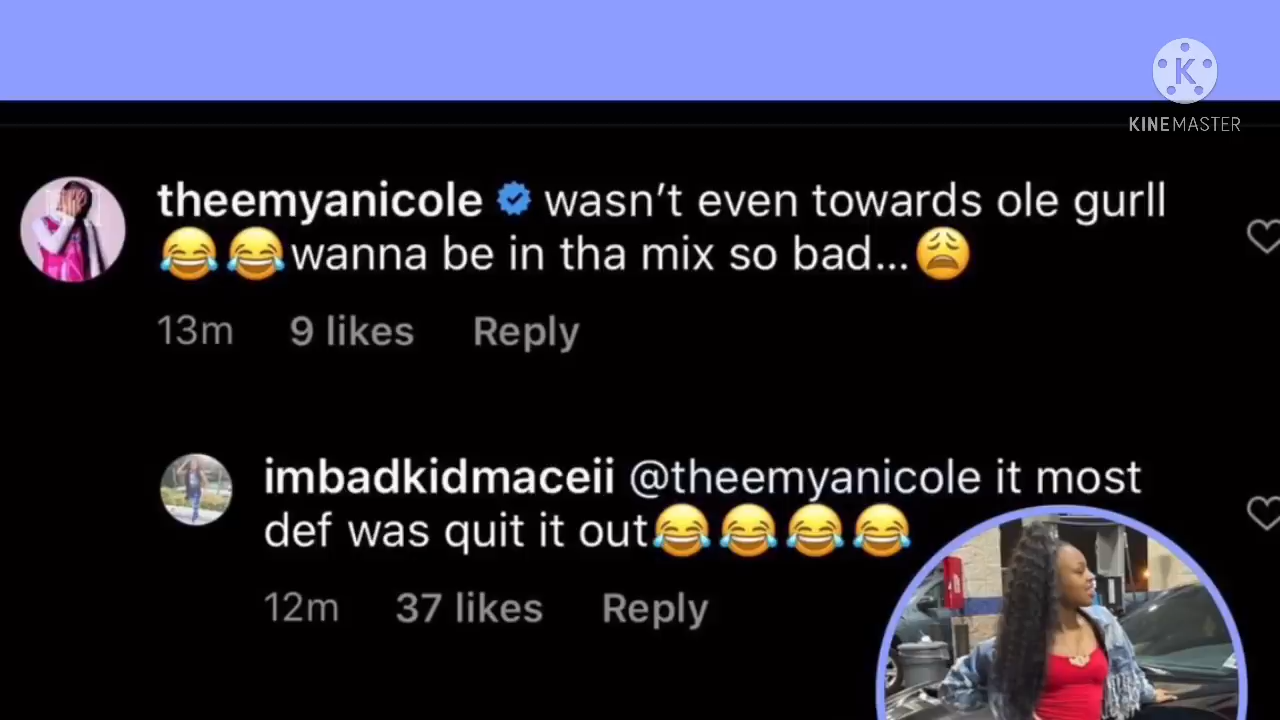 K
KINEMASTER
theemyanicole wasn’t even towards ole gurll
😂😂wanna be in tha mix so bad...😩
13m 9 likes Reply
imbadkidmaceii @theemyanicole it most
def was quit it out😂😂😂😂
12m 37 likes Reply